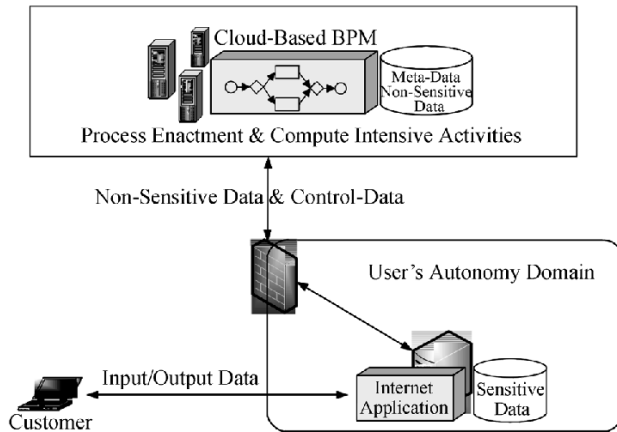 Cloud-Based BPM
Meta-Data
Non-Sensitive
Data
Process Enactment & Compute Intensive Activities
Non-Sensitive Data & Control-Data
User's Autonomy Domain
Input/Output Data
Internet
Application
Sensitive
Data
Customer